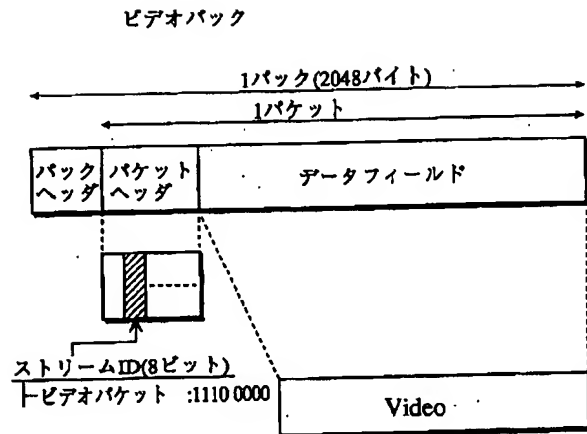 ビデオパック
1パック(2048バイト)
1パケット
パック
ヘッダ
パケット
ヘッダ
データフィールド
ストリームID(8ビット)
ビデオパケット :1110 0000
Video